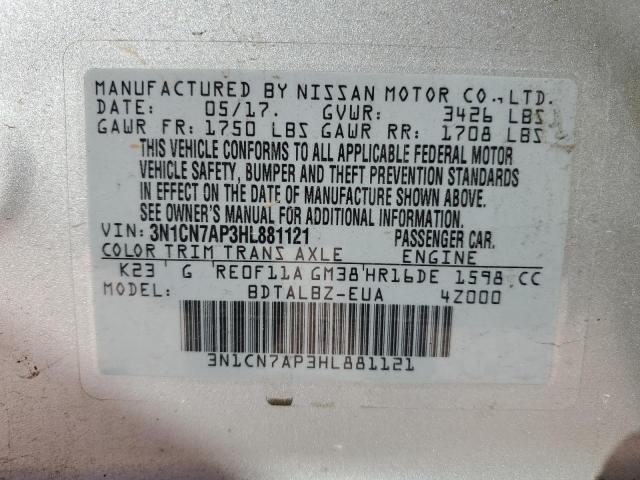 MANUFACTURED BY NISSAN MOTOR CO., LTD.
DATE: 05/17. GVWR: 3426 LBS
GAWR FR: 1750 LBS GAWR RR: 1708 LBS
THIS VEHICLE CONFORMS TO ALL APPLICABLE FEDERAL MOTOR
VEHICLE SAFETY, BUMPER AND THEFT PREVENTION STANDARDS
IN EFFECT ON THE DATE OF MANUFACTURE SHOWN ABOVE.
SEE OWNER'S MANUAL FOR ADDITIONAL INFORMATION.
VIN: 3N1CN7AP3HL881121 PASSENGER CAR.
COLOR TRIM TRANS AXLE ENGINE
K23 G RE0F11A GM38 HR16DE 1598 CC
MODEL: BDTALBZ-EUA 4Z000
3N1CN7AP3HL881121